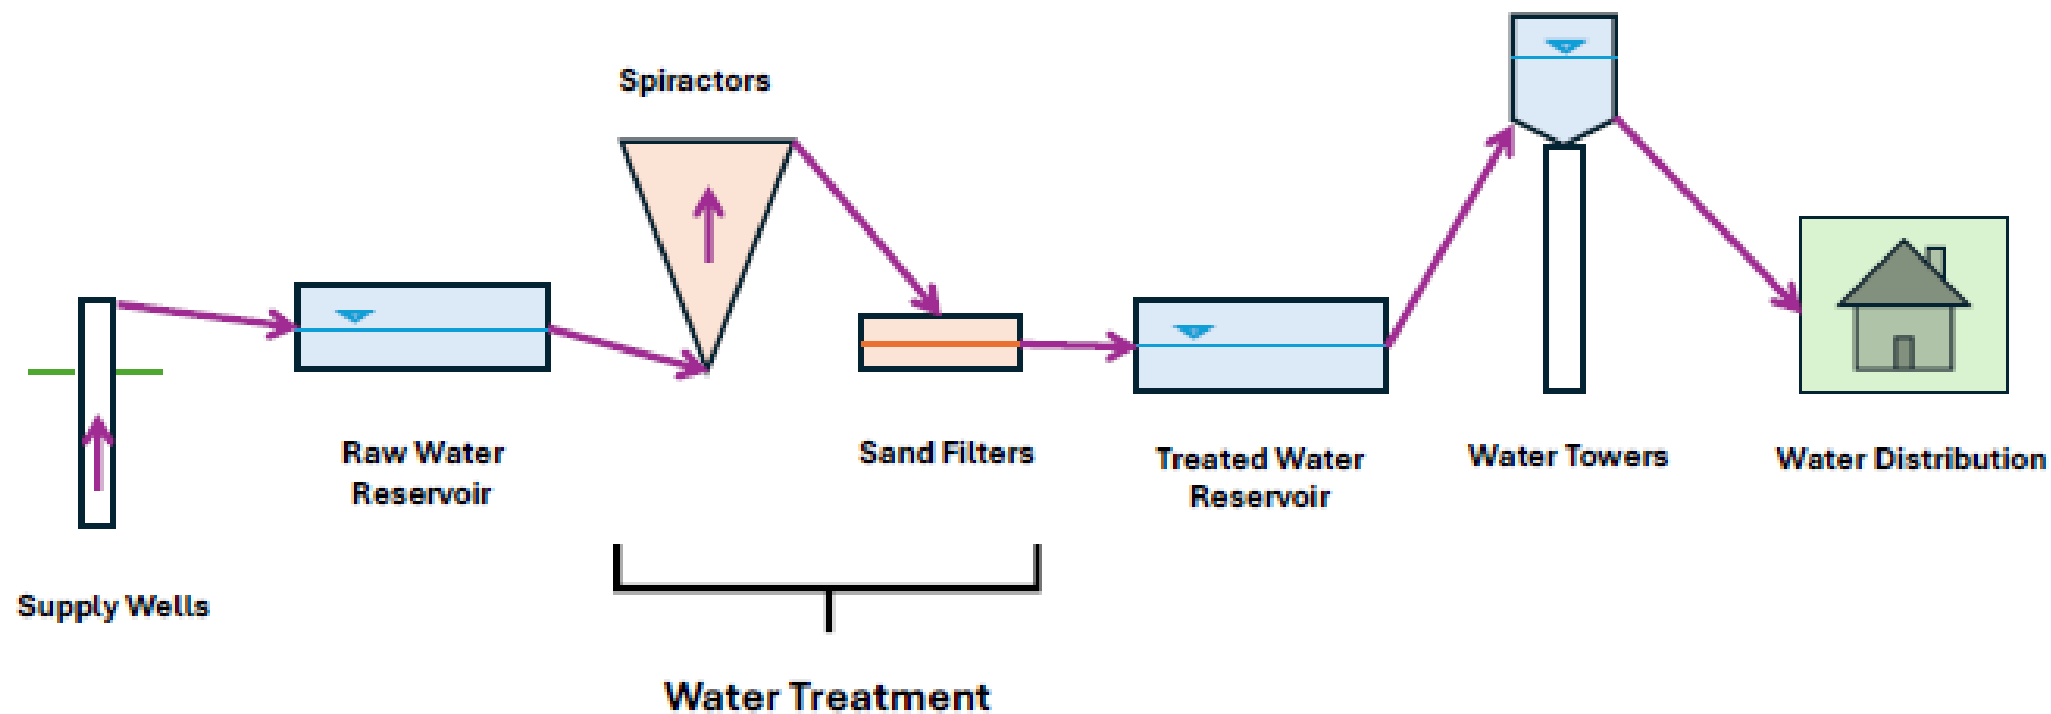 Spiractors
Raw Water
Reservoir
Sand Filters
Treated Water
Reservoir
Water Towers
Water Distribution
Supply Wells
Water Treatment